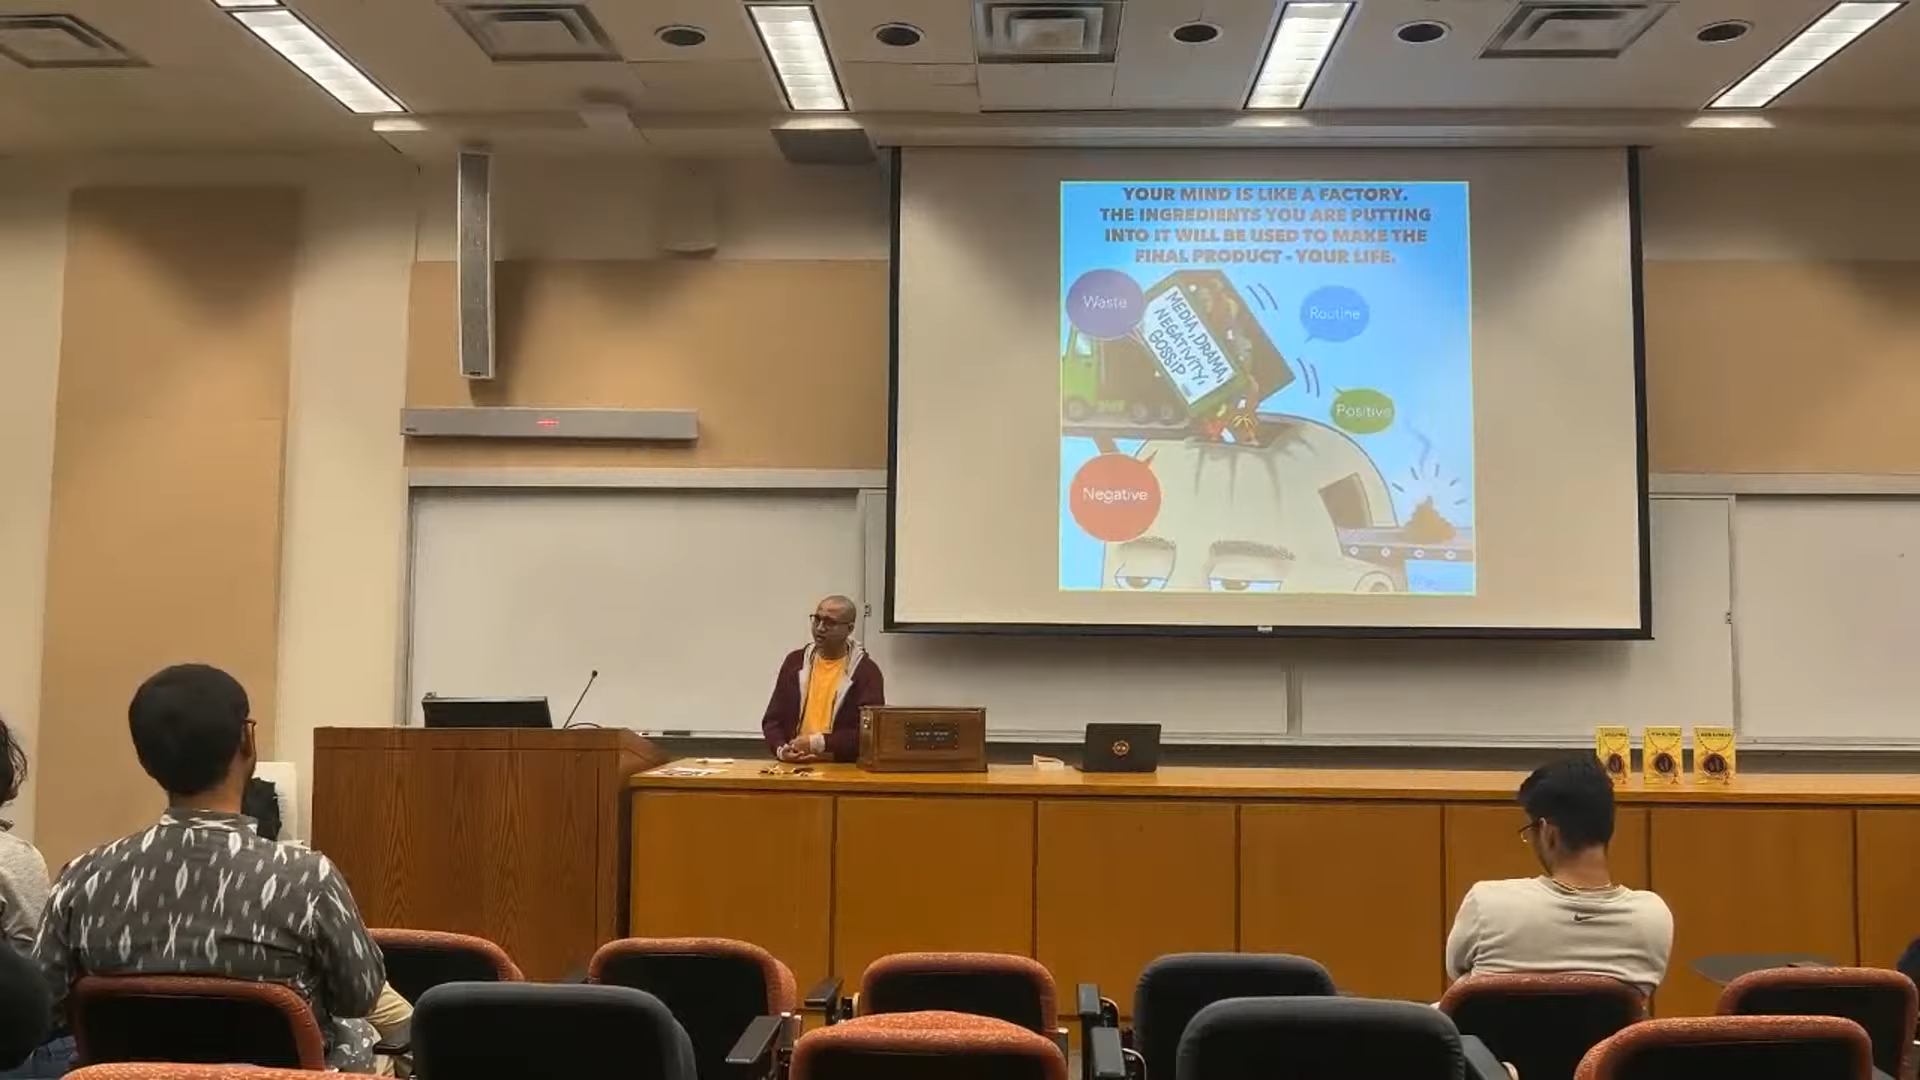 YOUR MIND IS LIKE A FACTORY.
THE INGREDIENTS YOU ARE PUTTING
INTO IT WILL BE USED TO MAKE THE
FINAL PRODUCT - YOUR LIFE.
Waste
MEDIA, DRAMA,
NEGATIVITY,
GOSSIP
Routine
Positive
Negative